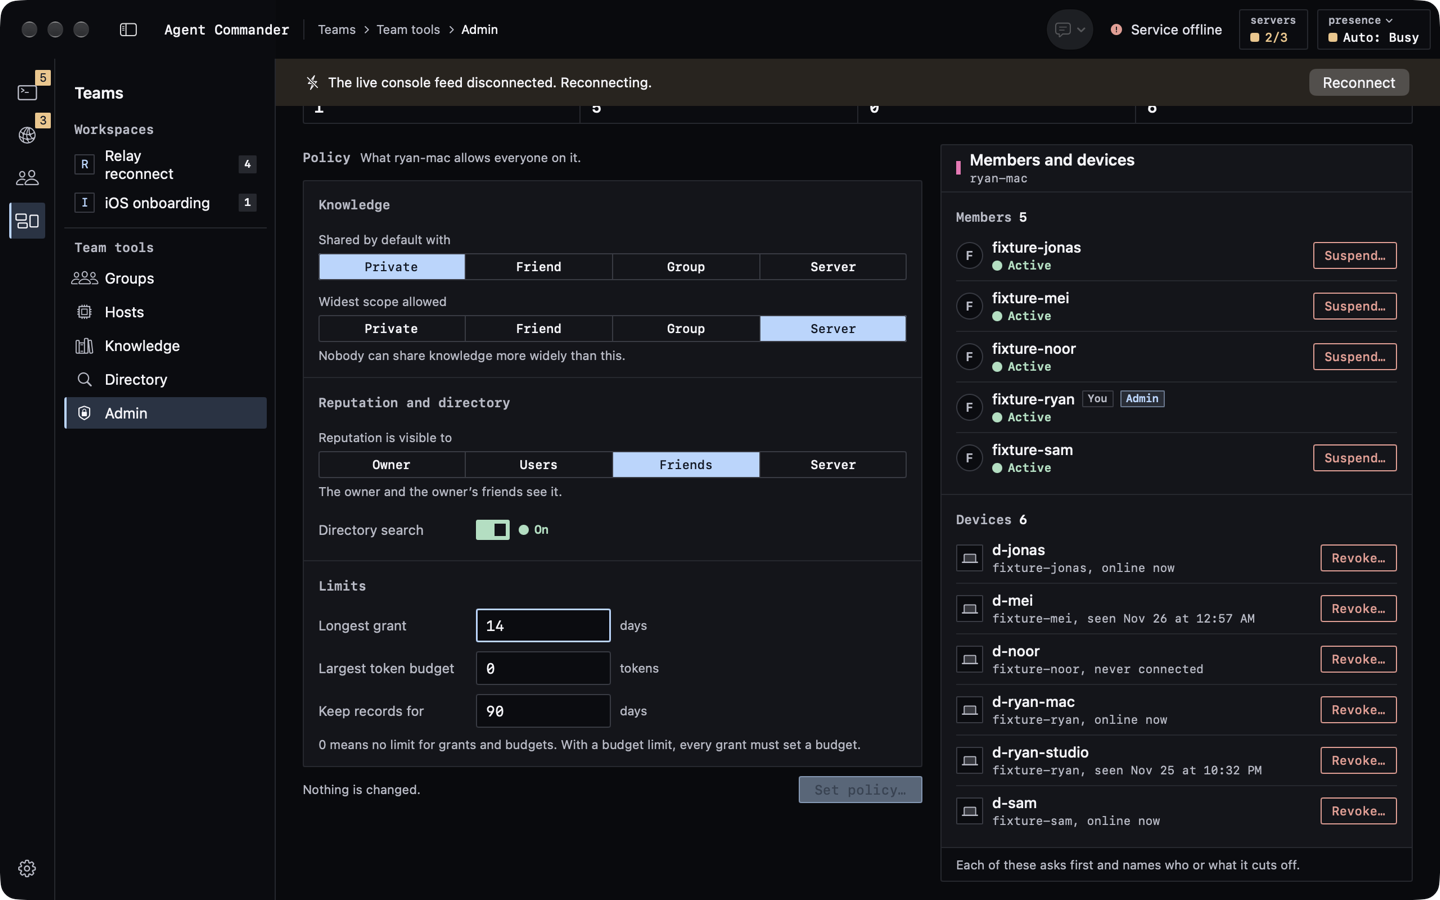 Agent Commander
Teams > Team tools > Admin
Service offline
servers
2/3
presence
Auto: Busy
5
3
Teams
Workspaces
R
Relay reconnect
4
I
iOS onboarding
1
Team tools
Groups
Hosts
Knowledge
Directory
Admin
The live console feed disconnected. Reconnecting.
Reconnect
1 5 0 6
Policy What ryan-mac allows everyone on it.
Knowledge
Shared by default with
Private Friend Group Server
Widest scope allowed
Private Friend Group Server
Nobody can share knowledge more widely than this.
Reputation and directory
Reputation is visible to
Owner Users Friends Server
The owner and the owner’s friends see it.
Directory search On
Limits
Longest grant 14 days
Largest token budget 0 tokens
Keep records for 90 days
0 means no limit for grants and budgets. With a budget limit, every grant must set a budget.
Nothing is changed.
Set policy…
Members and devices
ryan-mac
Members 5
F
fixture-jonas
Active
Suspend…
F
fixture-mei
Active
Suspend…
F
fixture-noor
Active
Suspend…
F
fixture-ryan You Admin
Active
F
fixture-sam
Active
Suspend…
Devices 6
d-jonas
fixture-jonas, online now
Revoke…
d-mei
fixture-mei, seen Nov 26 at 12:57 AM
Revoke…
d-noor
fixture-noor, never connected
Revoke…
d-ryan-mac
fixture-ryan, online now
Revoke…
d-ryan-studio
fixture-ryan, seen Nov 25 at 10:32 PM
Revoke…
d-sam
fixture-sam, online now
Revoke…
Each of these asks first and names who or what it cuts off.